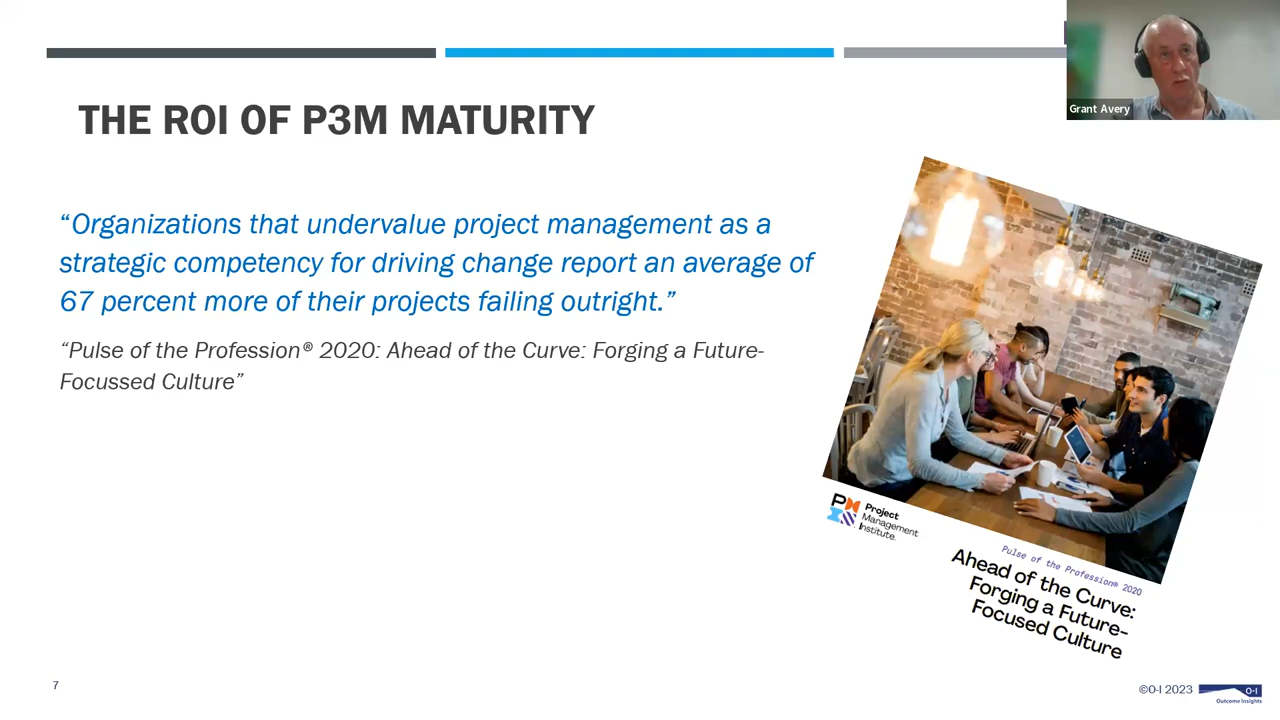 Grant Avery
THE ROI OF P3M MATURITY
“Organizations that undervalue project management as a
strategic competency for driving change report an average of
67 percent more of their projects failing outright.”
“Pulse of the Profession® 2020: Ahead of the Curve: Forging a Future-
Focussed Culture”
Project
Management
Institute.
Pulse of the Profession® 2020
Ahead of the Curve:
Forging a Future-
Focused Culture
7
©O-I 2023
O-I
Outcome Insights